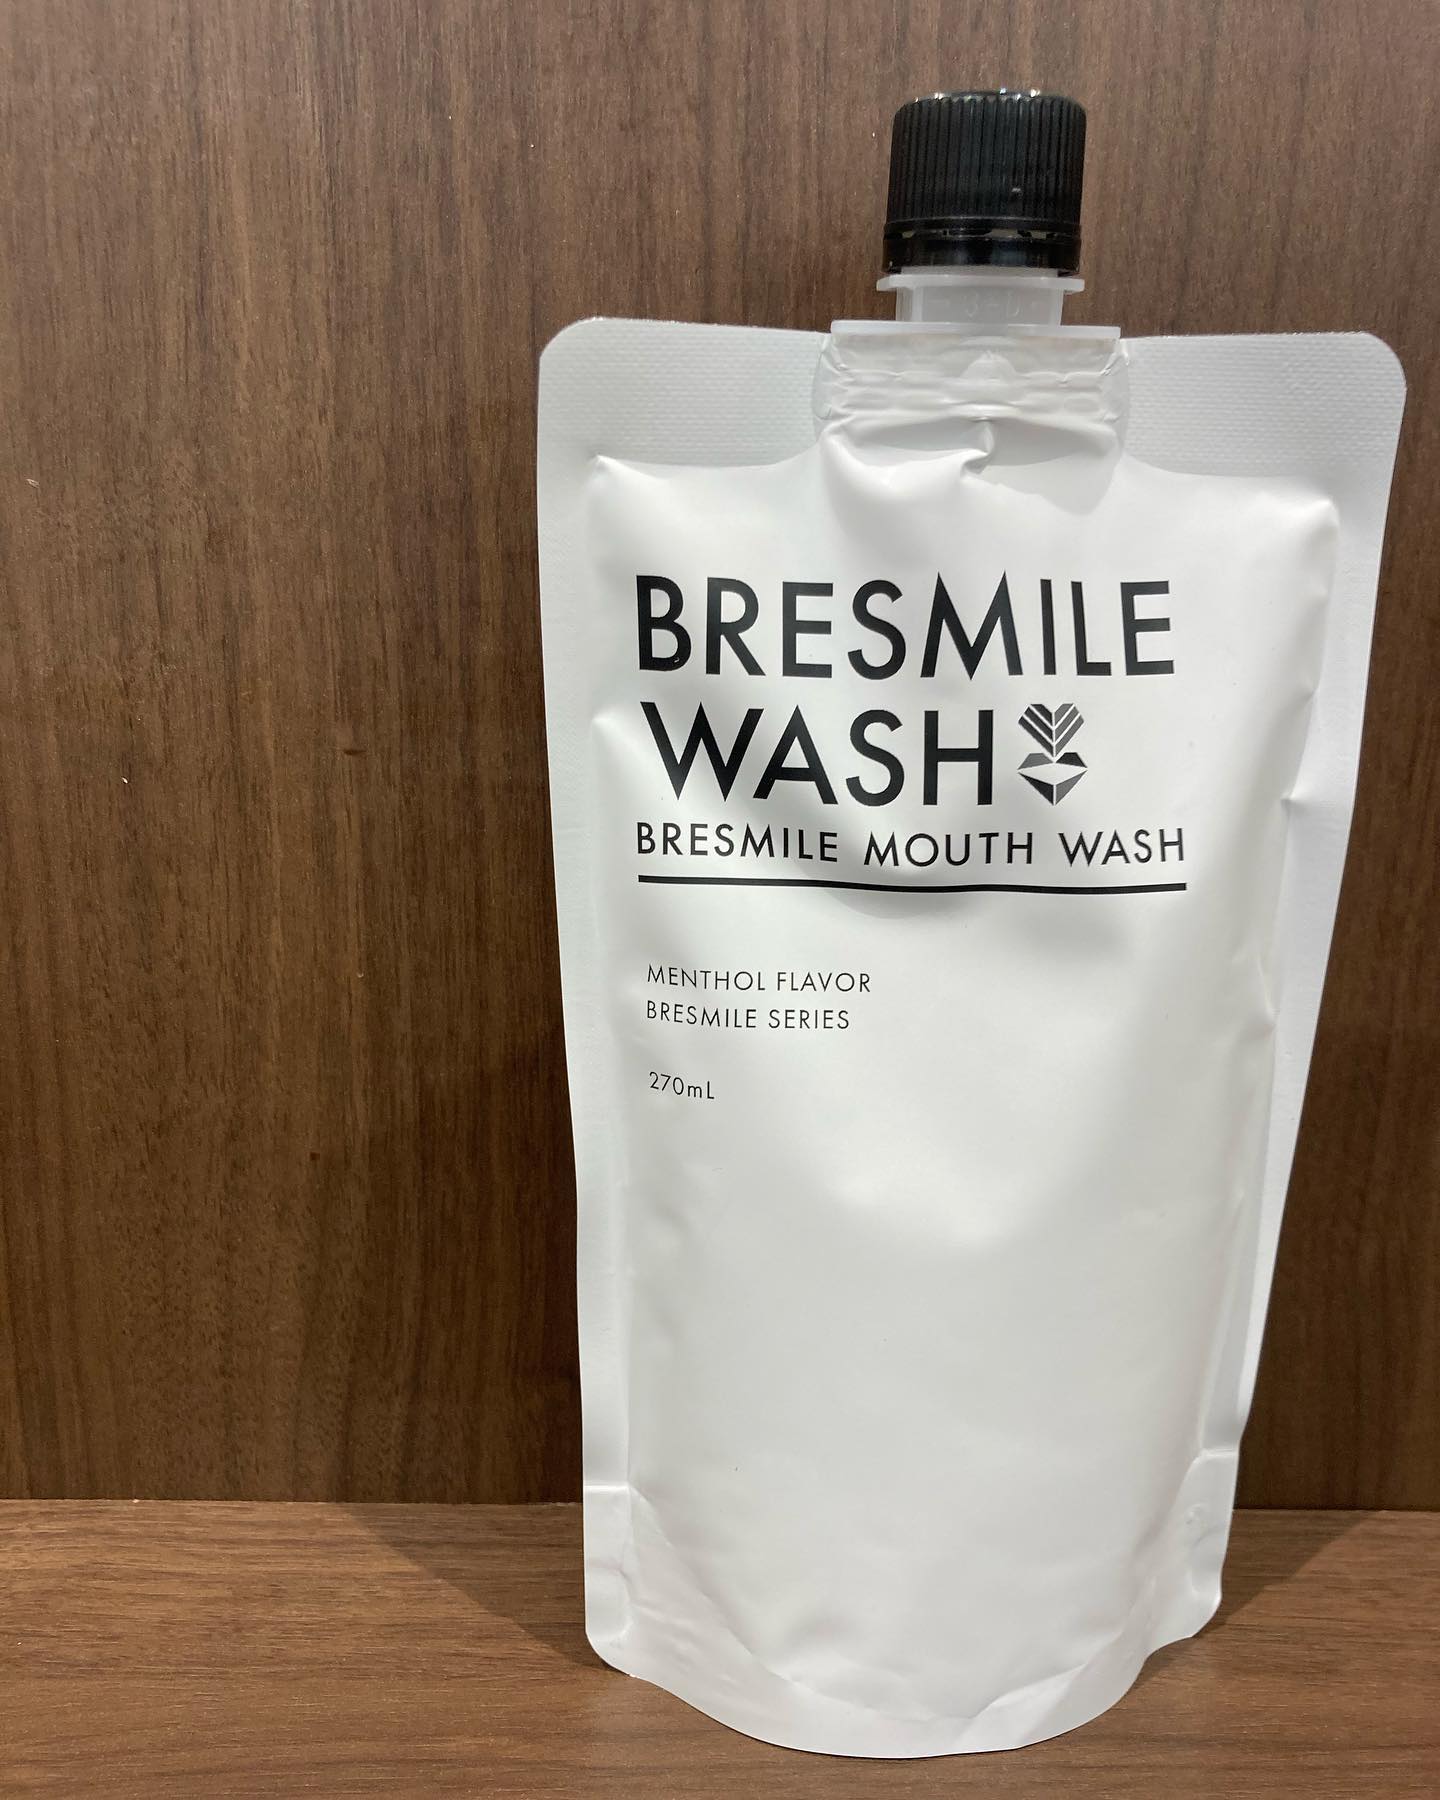 BRESMILE
WASH
BRESMILE MOUTH WASH
MENTHOL FLAVOR
BRESMILE SERIES
270mL